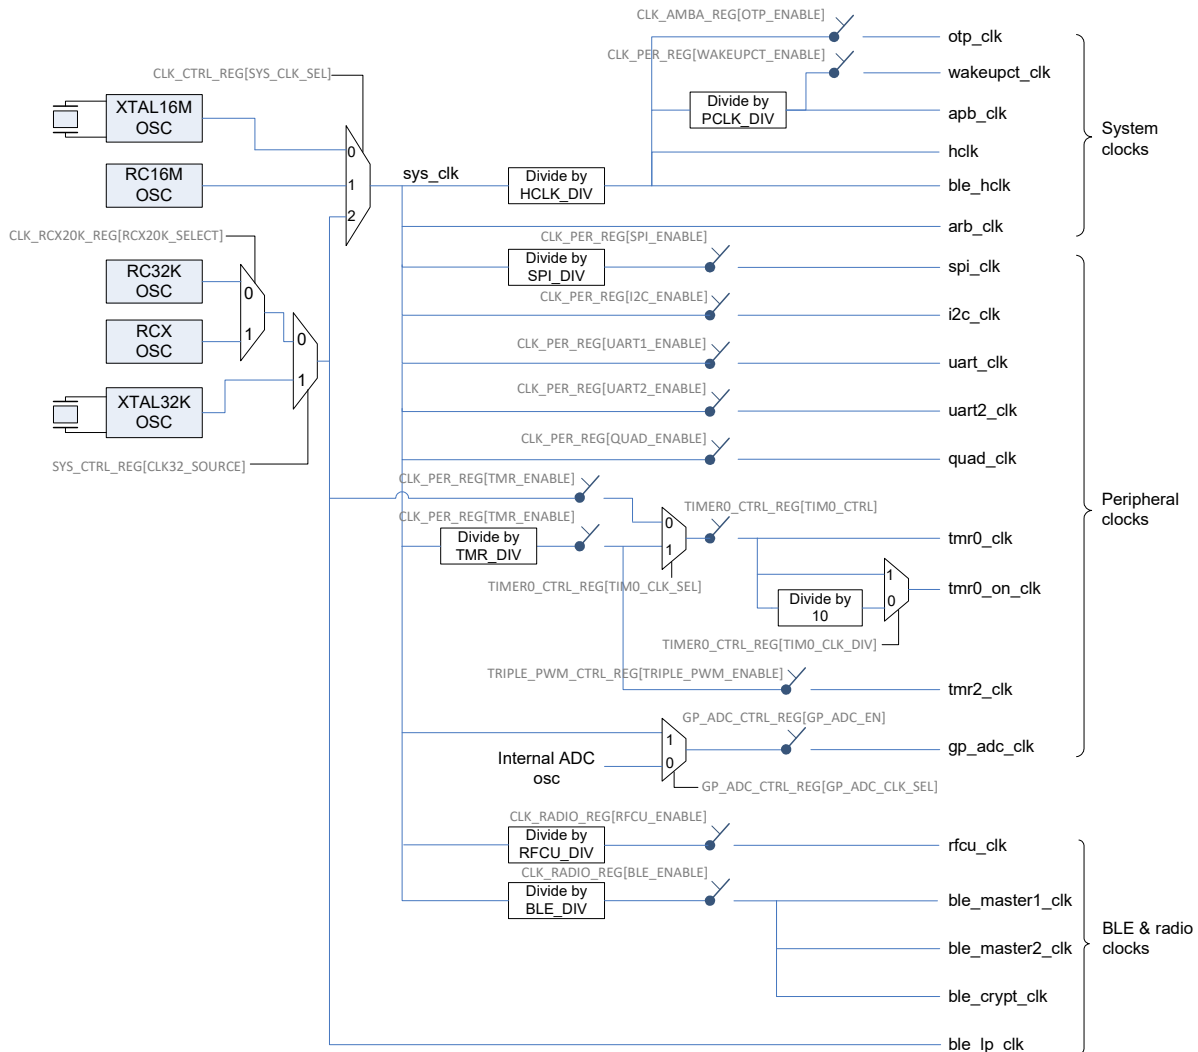 CLK_AMBA_REG[OTP_ENABLE]
otp_clk
CLK_PER_REG[WAKEUPCT_ENABLE]
wakeupct_clk
CLK_CTRL_REG[SYS_CLK_SEL]
XTAL16M
OSC
Divide by
PCLK_DIV
apb_clk
System
clocks
0
hclk
RC16M
OSC
1
sys_clk
Divide by
HCLK_DIV
ble_hclk
2
arb_clk
CLK_RCX20K_REG[RCX20K_SELECT]
CLK_PER_REG[SPI_ENABLE]
RC32K
OSC
Divide by
SPI_DIV
spi_clk
0
CLK_PER_REG[I2C_ENABLE]
i2c_clk
RCX
OSC
1
0
CLK_PER_REG[UART1_ENABLE]
uart_clk
1
XTAL32K
OSC
CLK_PER_REG[UART2_ENABLE]
uart2_clk
CLK_PER_REG[QUAD_ENABLE]
quad_clk
SYS_CTRL_REG[CLK32_SOURCE]
CLK_PER_REG[TMR_ENABLE]
Peripheral
clocks
CLK_PER_REG[TMR_ENABLE]
TIMER0_CTRL_REG[TIM0_CTRL]
0
Divide by
TMR_DIV
1
tmr0_clk
TIMER0_CTRL_REG[TIM0_CLK_SEL]
1
tmr0_on_clk
Divide by
10
0
TIMER0_CTRL_REG[TIM0_CLK_DIV]
TRIPLE_PWM_CTRL_REG[TRIPLE_PWM_ENABLE]
tmr2_clk
GP_ADC_CTRL_REG[GP_ADC_EN]
1
gp_adc_clk
Internal ADC
osc
0
GP_ADC_CTRL_REG[GP_ADC_CLK_SEL]
CLK_RADIO_REG[RFCU_ENABLE]
Divide by
RFCU_DIV
rfcu_clk
CLK_RADIO_REG[BLE_ENABLE]
Divide by
BLE_DIV
ble_master1_clk
BLE & radio
clocks
ble_master2_clk
ble_crypt_clk
ble_lp_clk